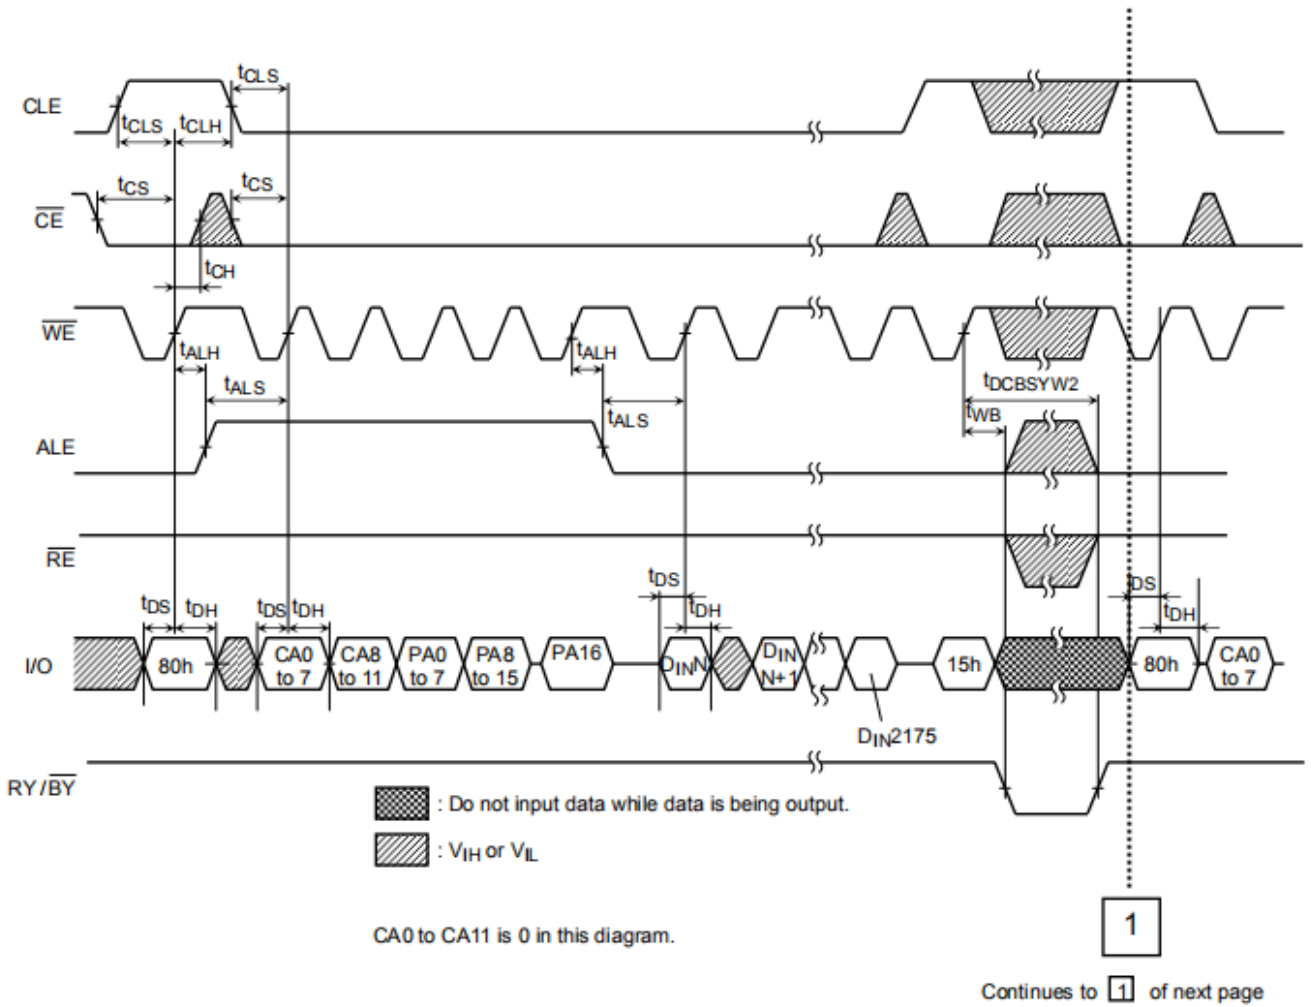 tCLS
CLE
tCLS tCLH
tCS tCS
CE
tCH
WE
tALH tALH
tALS tDCBSYW2
tALS tWB
ALE
RE
tDS tDS
tDS tDH tDS tDH tDH tDH
I/O 80h CA0 to 7 CA8 to 11 PA0 to 7 PA8 to 15 PA16 DINN DIN N+1 15h 80h CA0 to 7
DIN2175
RY/BY
: Do not input data while data is being output.
: VIH or VIL
CA0 to CA11 is 0 in this diagram.
1
Continues to 1 of next page